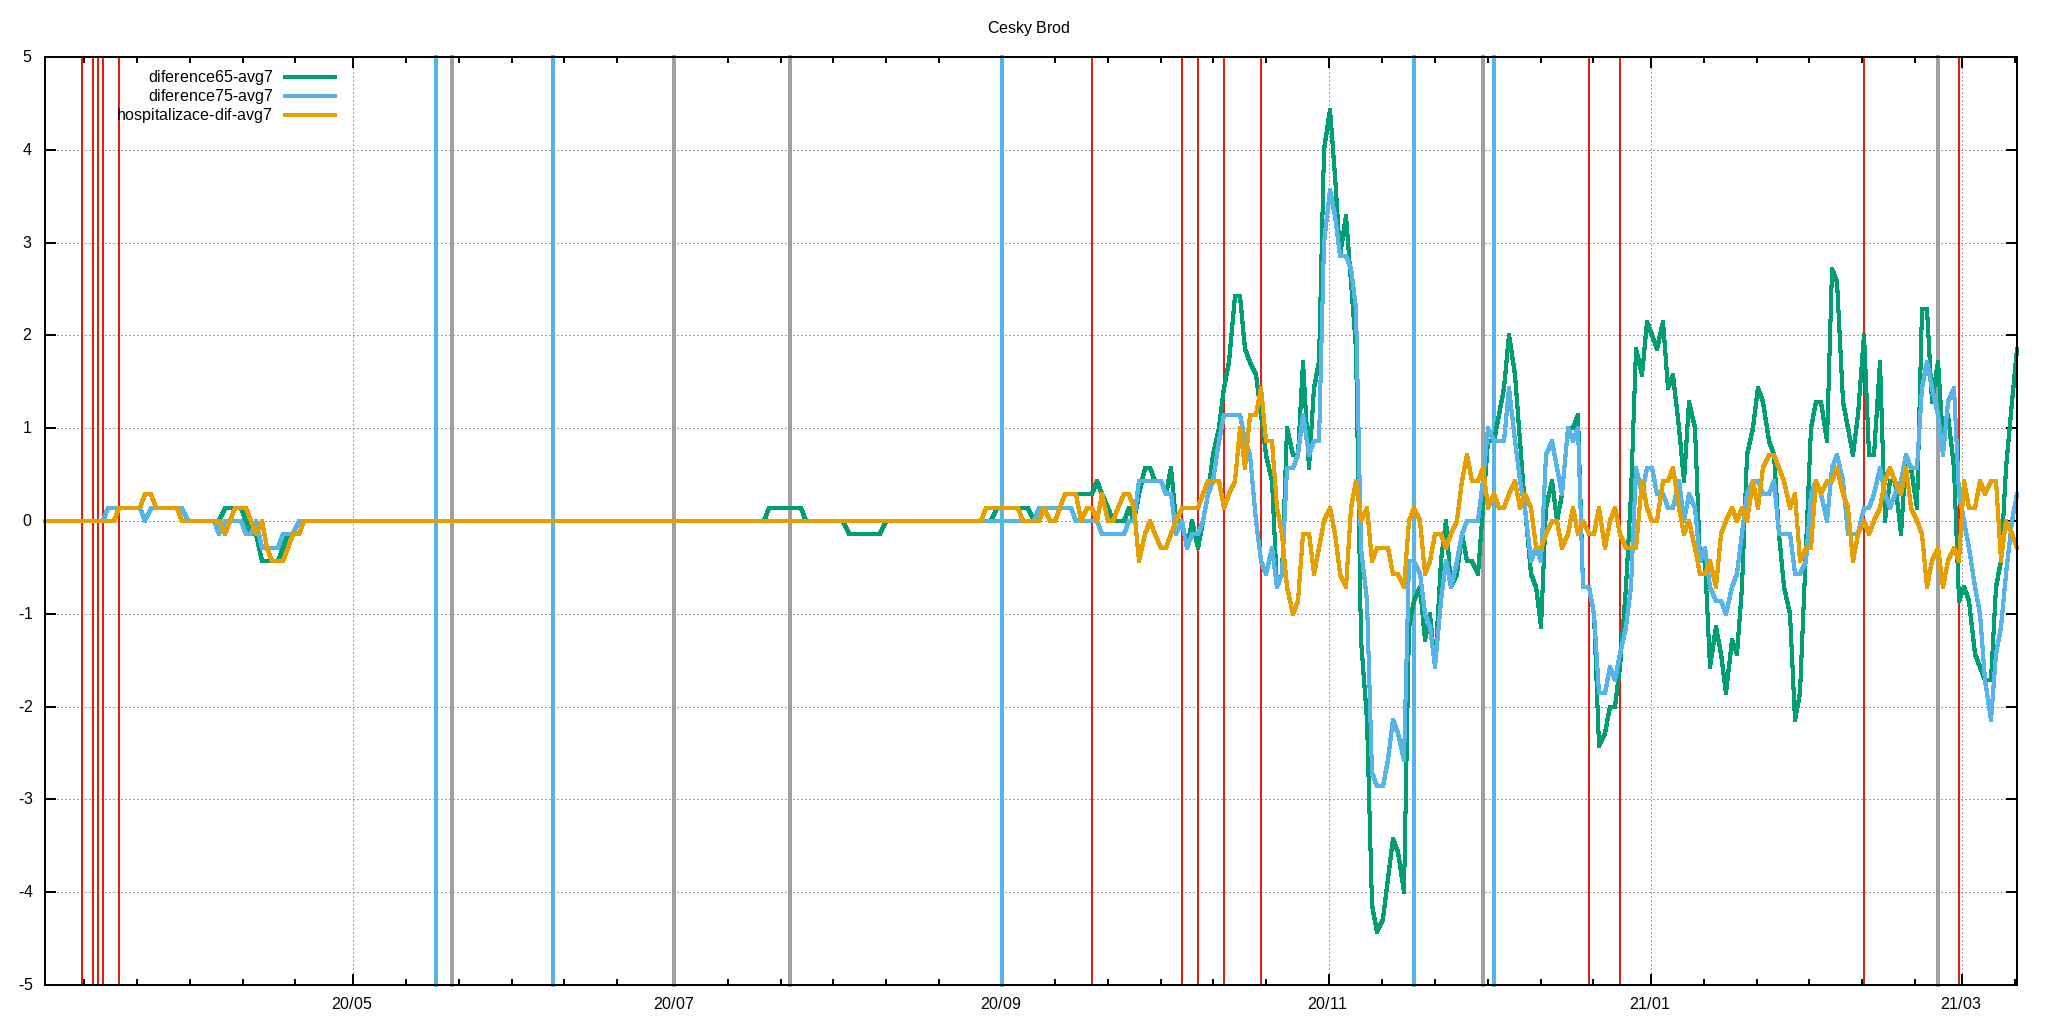 Cesky Brod
5
diference65-avg7
diference75-avg7
hospitalizace-dif-avg7
4
3
2
1
0
-1
-2
-3
-4
-5
20/05 20/07 20/09 20/11 21/01 21/03